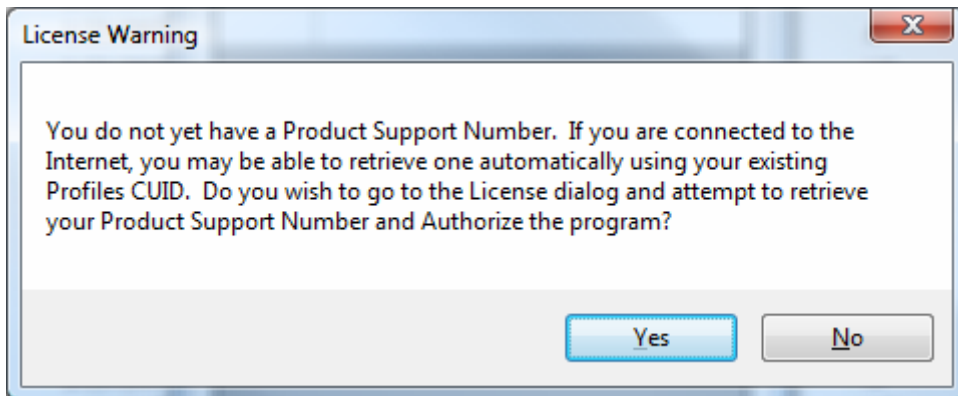 License Warning
You do not yet have a Product Support Number.  If you are connected to the
Internet, you may be able to retrieve one automatically using your existing
Profiles CUID.  Do you wish to go to the License dialog and attempt to retrieve
your Product Support Number and Authorize the program?
Yes
No